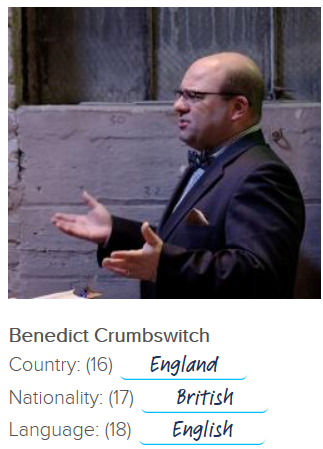 Benedict Crumbswitch
Country: (16) England
Nationality: (17) British
Language: (18) English